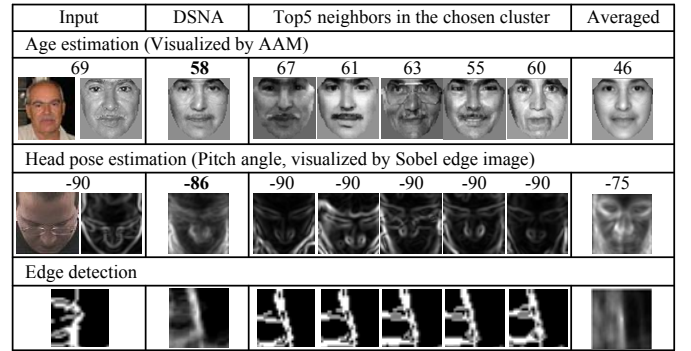 Input DSNA Top5 neighbors in the chosen cluster Averaged
Age estimation (Visualized by AAM)
69 58 67 61 63 55 60 46
Head pose estimation (Pitch angle, visualized by Sobel edge image)
-90 -86 -90 -90 -90 -90 -90 -75
Edge detection